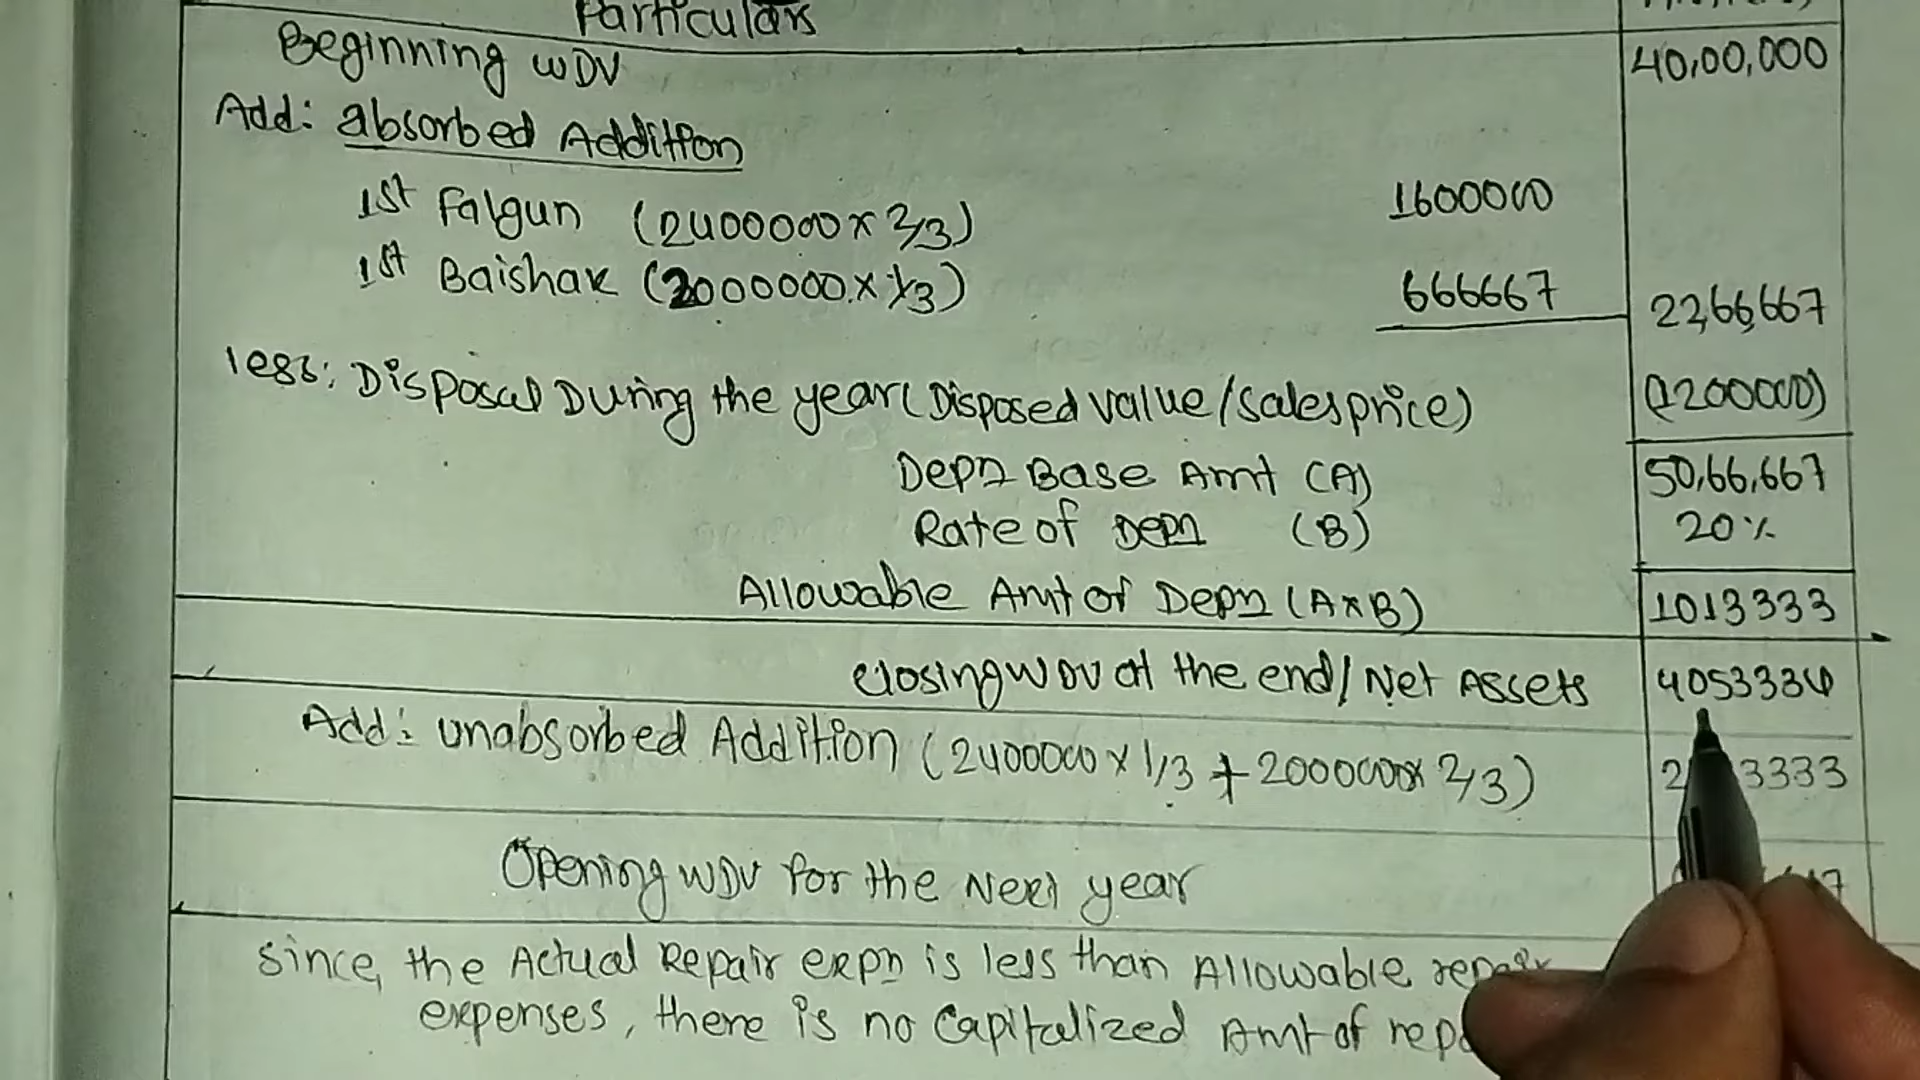 Particulars
Beginning WDV 40,00,000
Add: absorbed Addition
1st Falgun (2400000 x 2/3) 1600000
1st Baishak (2000000 x 1/3) 666667 22,66,667
less: Disposal During the year (Disposed value/salesprice) (1200000)
Depn Base Amt (A) 50,66,667
Rate of Depn (B) 20%
Allowable Amt of Depn (A x B) 1013333
Closing WDV at the end/Net Assets 4053334
Add: unabsorbed Addition (2400000 x 1/3 + 2000000x 2/3)
Opening WDV for the Next year
Since, the Actual Repair expn is less than Allowable repair
expenses, there is no capitalized Amt of